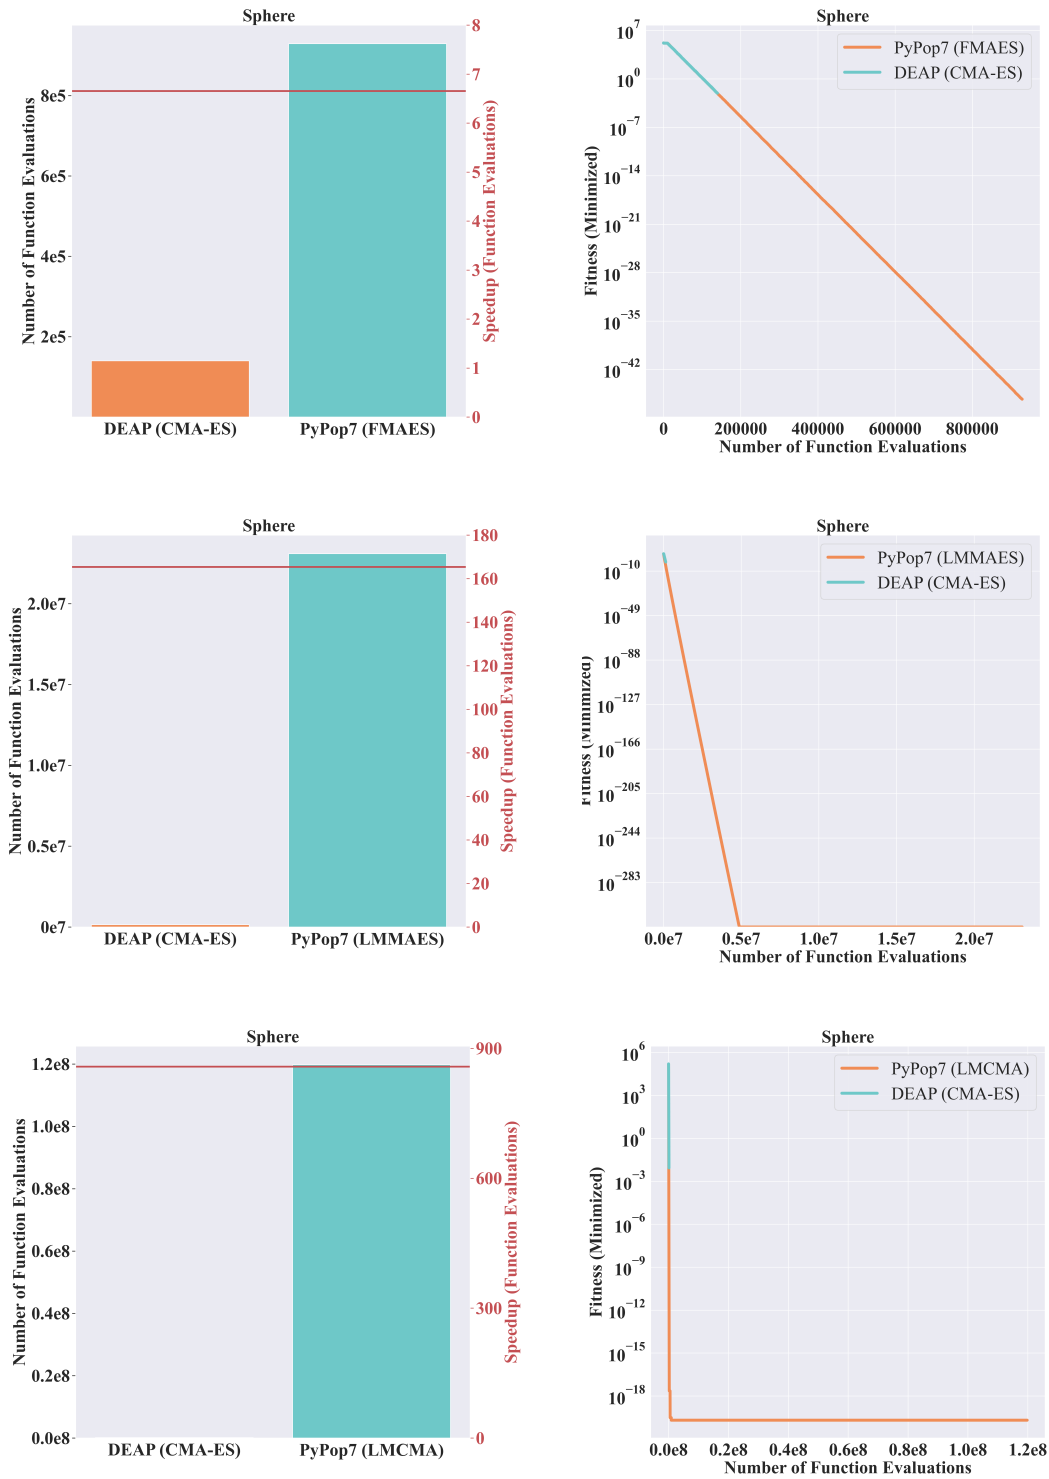 Sphere
8e5
6e5
4e5
2e5
Number of Function Evaluations
8
7
6
5
4
3
2
1
0
Speedup (Function Evaluations)
DEAP (CMA-ES)
PyPop7 (FMAES)
Sphere
PyPop7 (FMAES)
DEAP (CMA-ES)
10^7
10^0
10^−7
10^−14
10^−21
10^−28
10^−35
10^−42
Fitness (Minimized)
0
200000
400000
600000
800000
Number of Function Evaluations
Sphere
2.0e7
1.5e7
1.0e7
0.5e7
0e7
Number of Function Evaluations
180
160
140
120
100
80
60
40
20
0
Speedup (Function Evaluations)
DEAP (CMA-ES)
PyPop7 (LMMAES)
Sphere
PyPop7 (LMMAES)
DEAP (CMA-ES)
10^−10
10^−49
10^−88
10^−127
10^−166
10^−205
10^−244
10^−283
Fitness (Minimized)
0.0e7
0.5e7
1.0e7
1.5e7
2.0e7
Number of Function Evaluations
Sphere
1.2e8
1.0e8
0.8e8
0.6e8
0.4e8
0.2e8
0.0e8
Number of Function Evaluations
900
600
300
0
Speedup (Function Evaluations)
DEAP (CMA-ES)
PyPop7 (LMCMA)
Sphere
PyPop7 (LMCMA)
DEAP (CMA-ES)
10^6
10^3
10^0
10^−3
10^−6
10^−9
10^−12
10^−15
10^−18
Fitness (Minimized)
0.0e8
0.2e8
0.4e8
0.6e8
0.8e8
1.0e8
1.2e8
Number of Function Evaluations